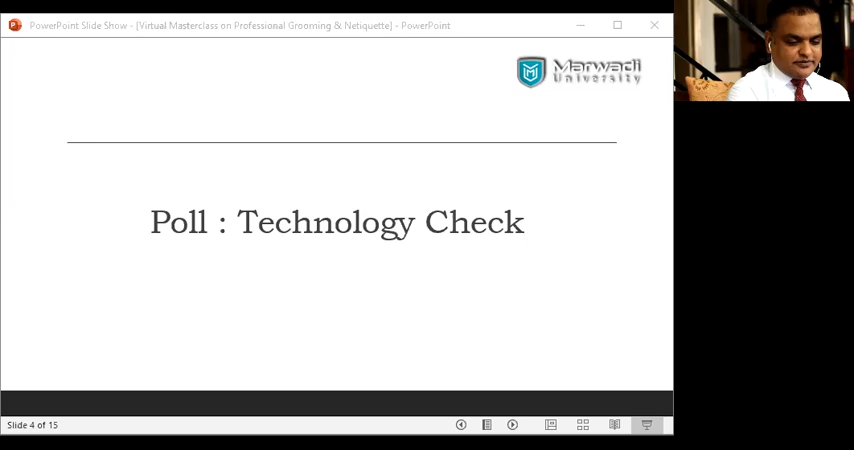 PowerPoint Slide Show - [Virtual Masterclass on Professional Grooming & Netiquette] - PowerPoint
Marwadi
University
Poll : Technology Check
Slide 4 of 15